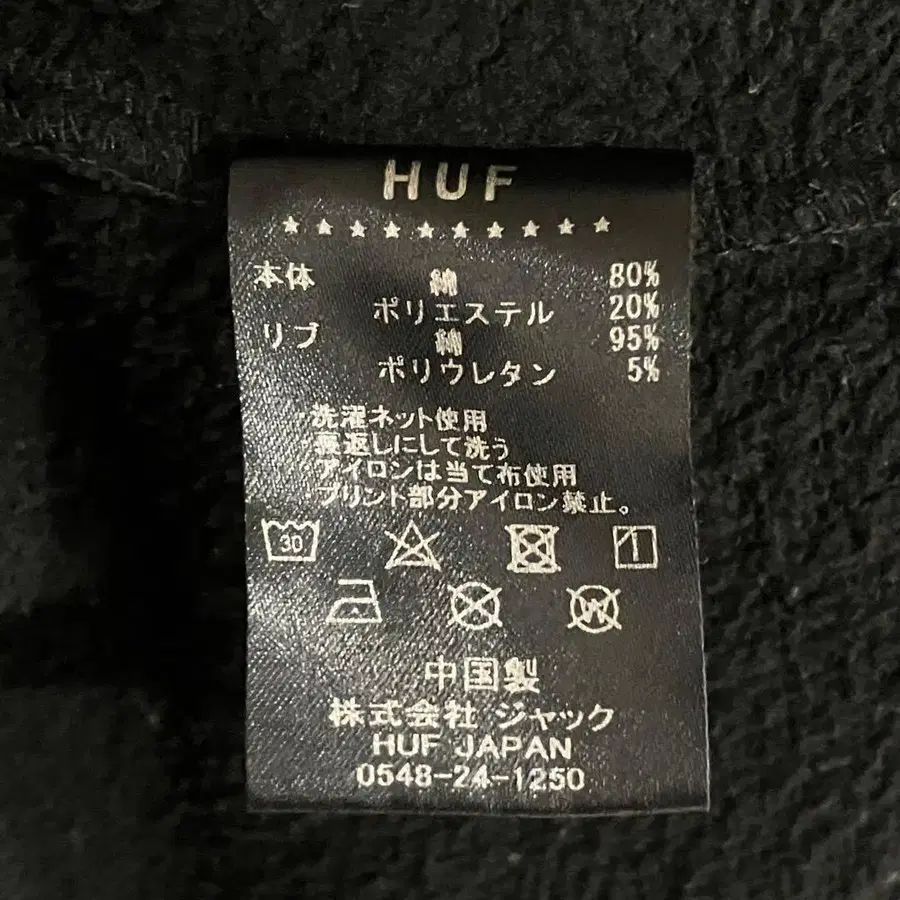 HUF
本体 綿 80%
ポリエステル 20%
リブ 綿 95%
ポリウレタン 5%
・洗濯ネット使用
裏返しにして洗う
アイロンは当て布使用
プリント部分アイロン禁止。
30
W
中国製
株式会社 ジャック
HUF JAPAN
0548-24-1250